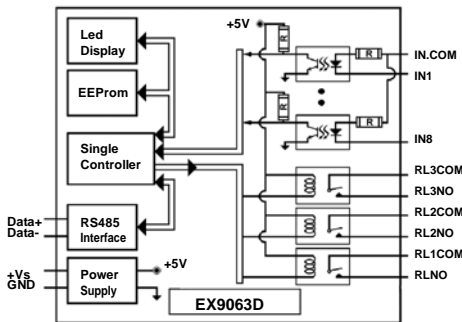 Led
Display
EEProm
Single
Controller
RS485
Interface
Power
Supply
Data+
Data-
+Vs
GND
+5V
+5V
R
R
R
R
IN.COM
IN1
IN8
RL3COM
RL3NO
RL2COM
RL2NO
RL1COM
RLNO
EX9063D